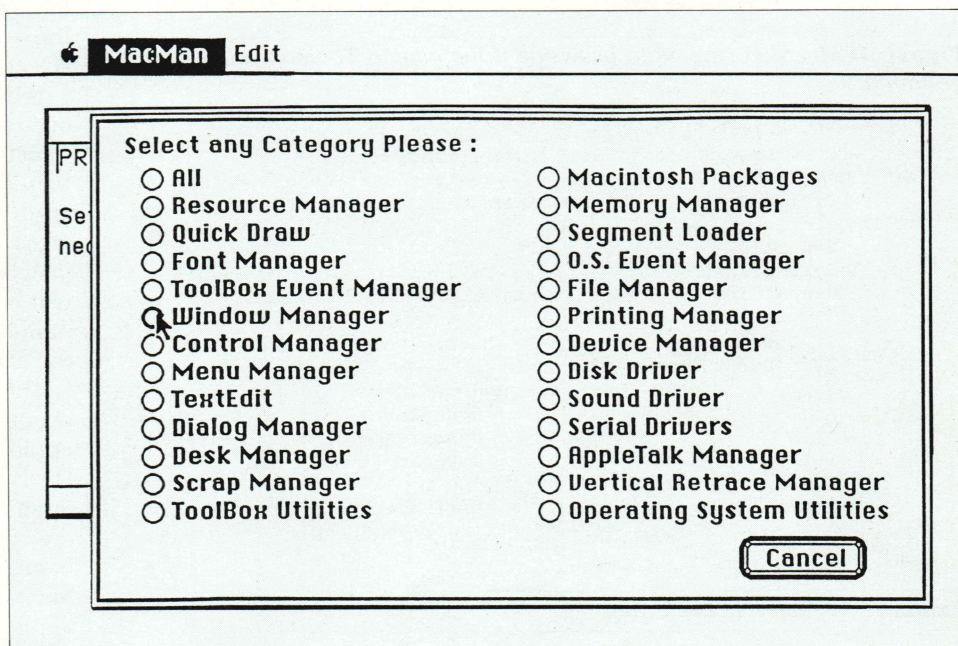 MacMan Edit
PR
Select any Category Please :
All
Resource Manager
Quick Draw
Font Manager
ToolBox Event Manager
Window Manager
Control Manager
Menu Manager
TextEdit
Dialog Manager
Desk Manager
Scrap Manager
ToolBox Utilities
Macintosh Packages
Memory Manager
Segment Loader
O.S. Event Manager
File Manager
Printing Manager
Device Manager
Disk Driver
Sound Driver
Serial Drivers
AppleTalk Manager
Vertical Retrace Manager
Operating System Utilities
Cancel